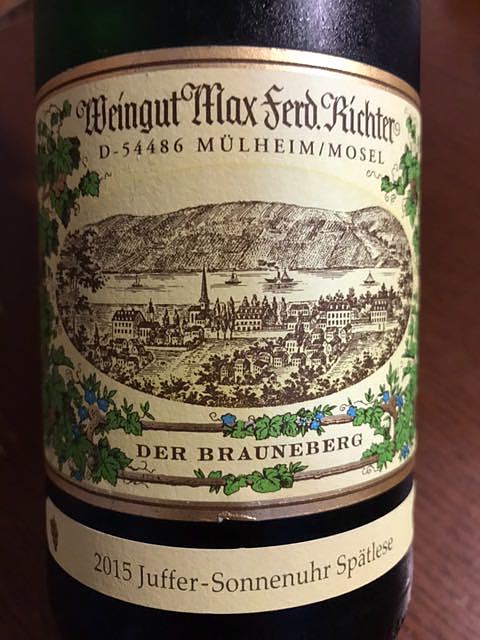 Weingut Max Ferd. Richter
D-54486 MÜLHEIM/MOSEL
DER BRAUNEBERG
2015 Juffer-Sonnenuhr Spätlese